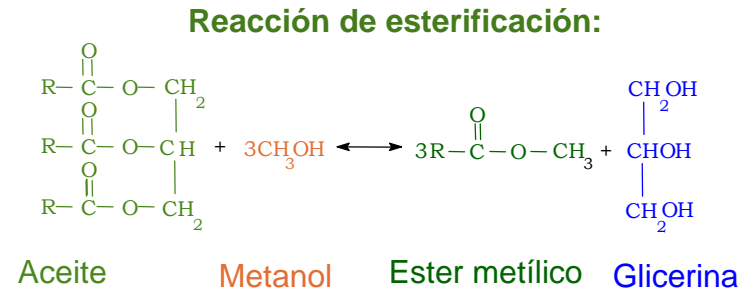 Reacción de esterificación:
O
R—C—O—CH2
O
R—C—O—CH + 3CH3OH ⟷ 3R—C—O—CH3 + CHOH
O
O
R—C—O—CH2
CH2OH
CH2OH
Aceite Metanol Ester metílico Glicerina